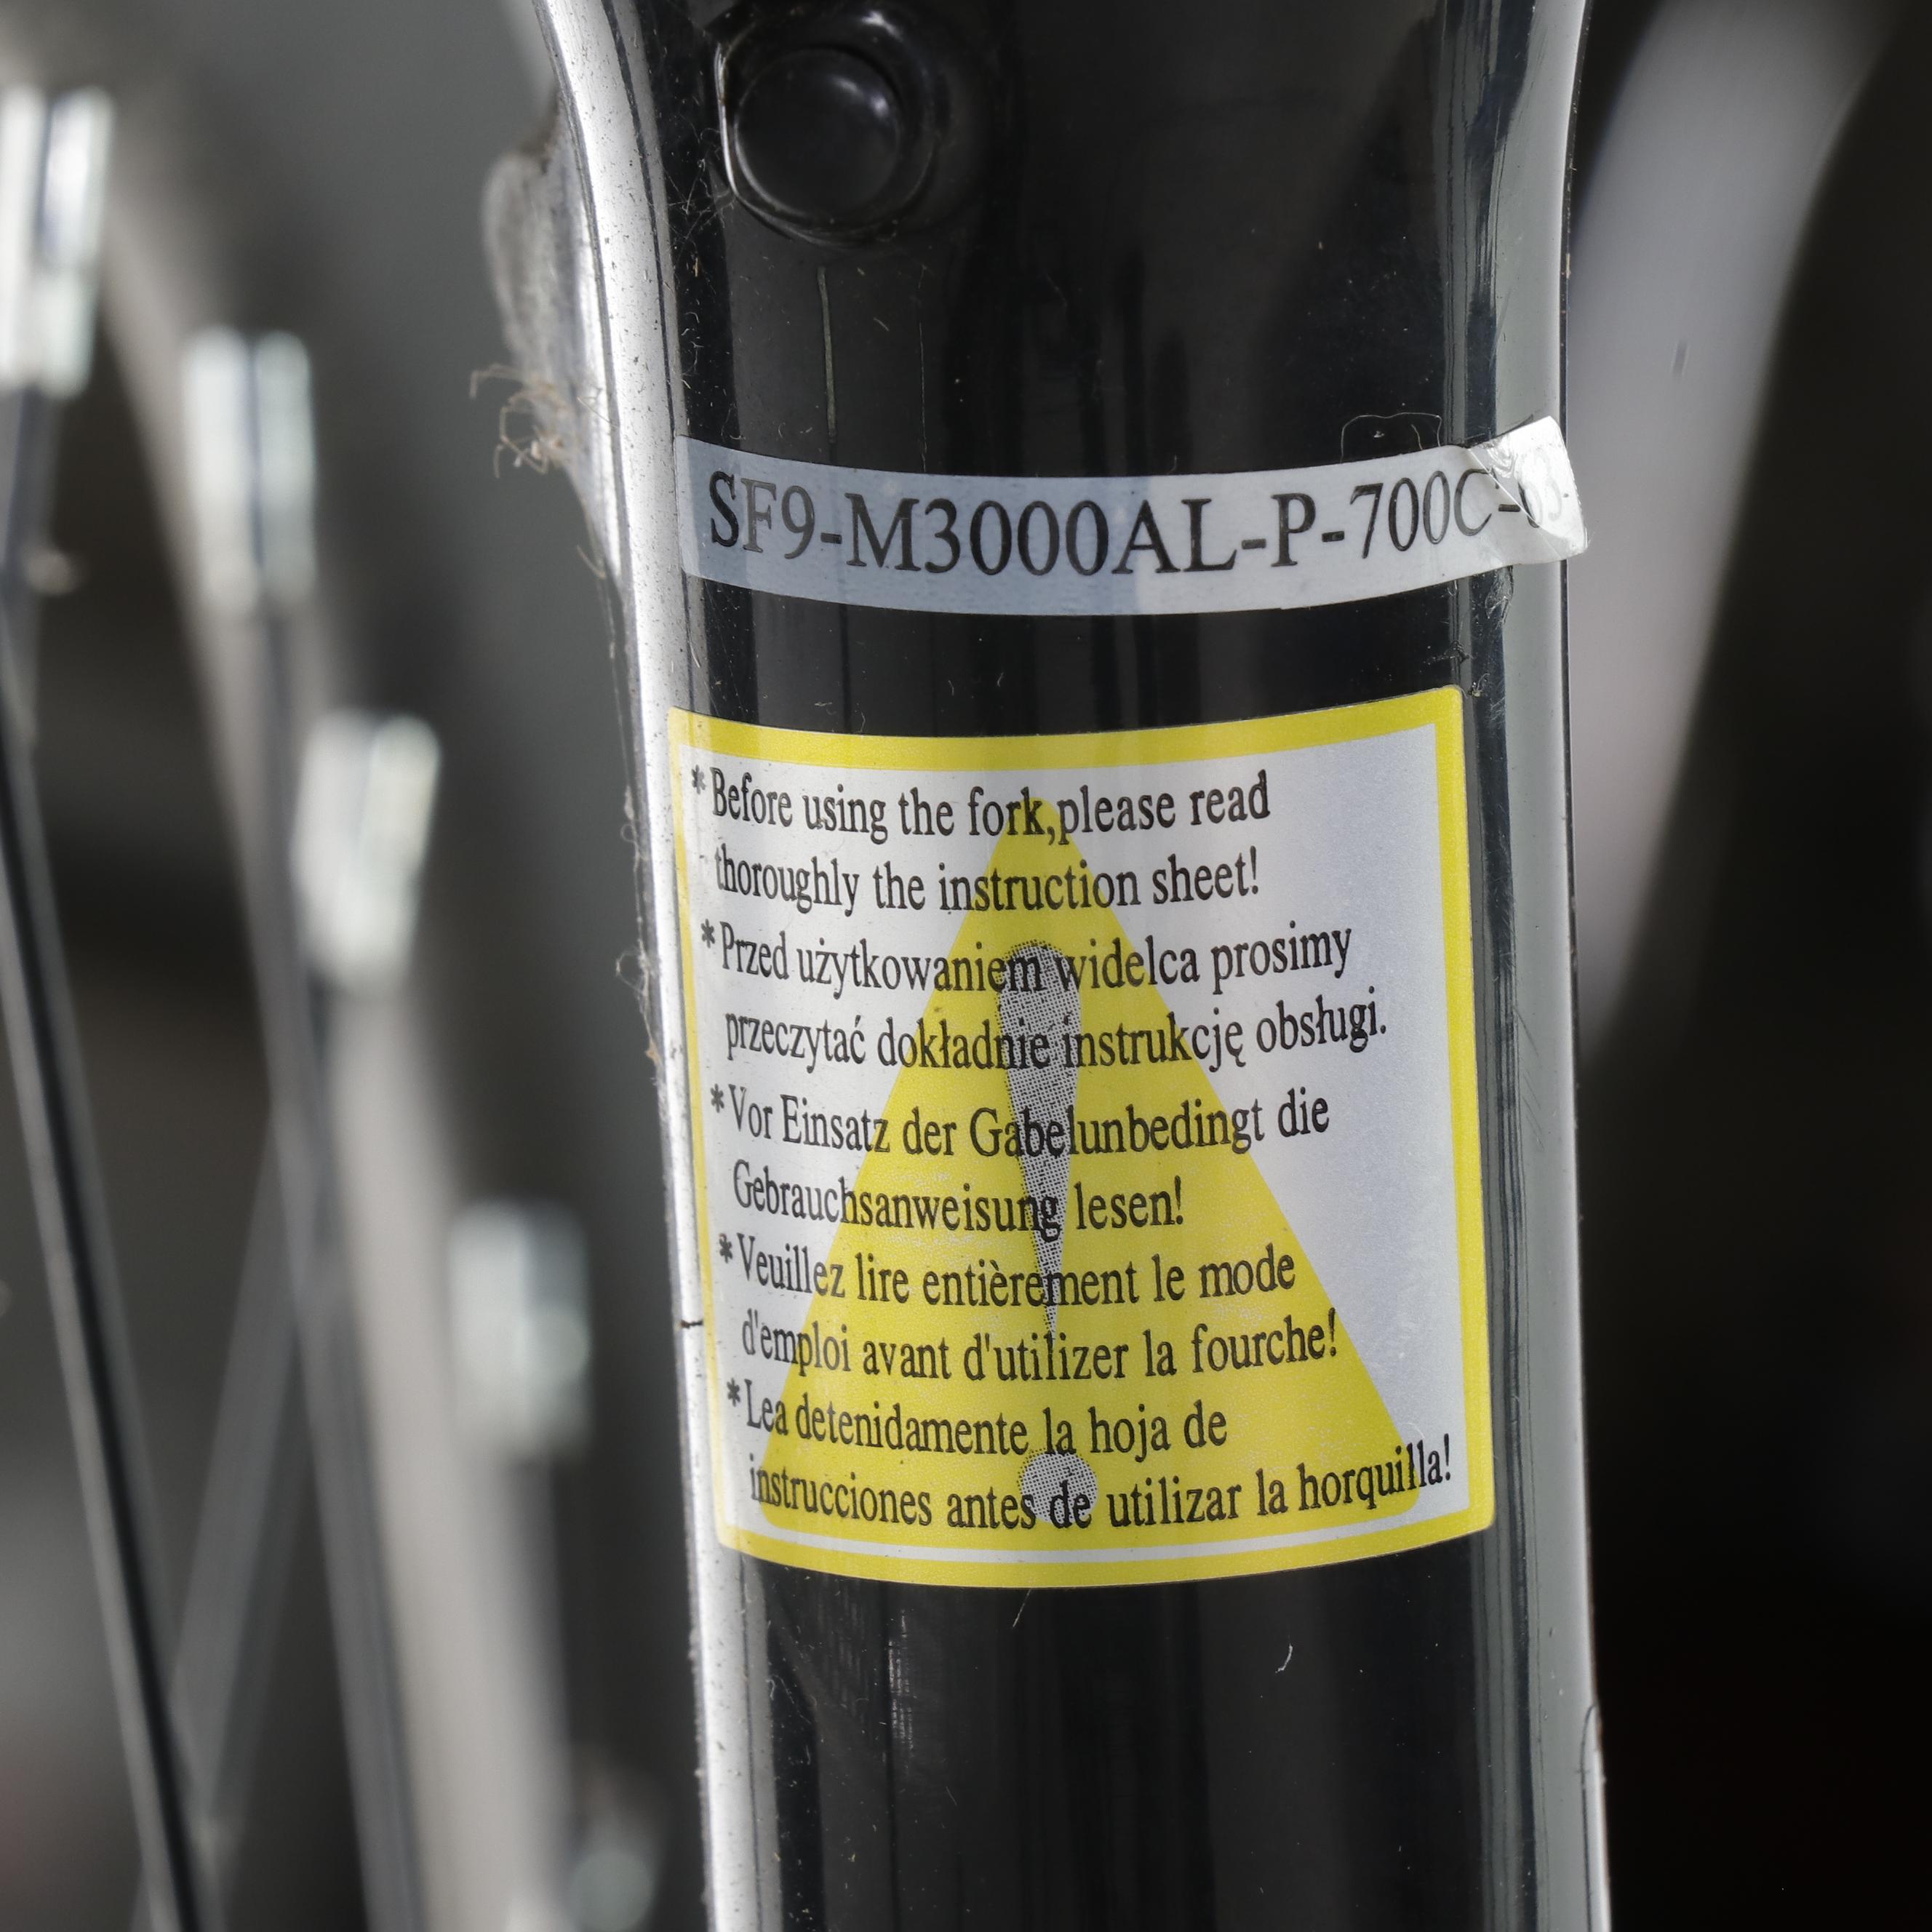 SF9-M3000AL-P-700C-63-
*Before using the fork,please read
thoroughly the instruction sheet!
*Przed użytkowaniem widelca prosimy
przeczytać dokładnie instrukcję obsługi.
*Vor Einsatz der Gabelunbedingt die
Gebrauchsanweisung lesen!
*Veuillez lire entièrement le mode
d'emploi avant d'utilizer la fourche!
*Lea detenidamente la hoja de
instrucciones antes de utilizar la horquilla!